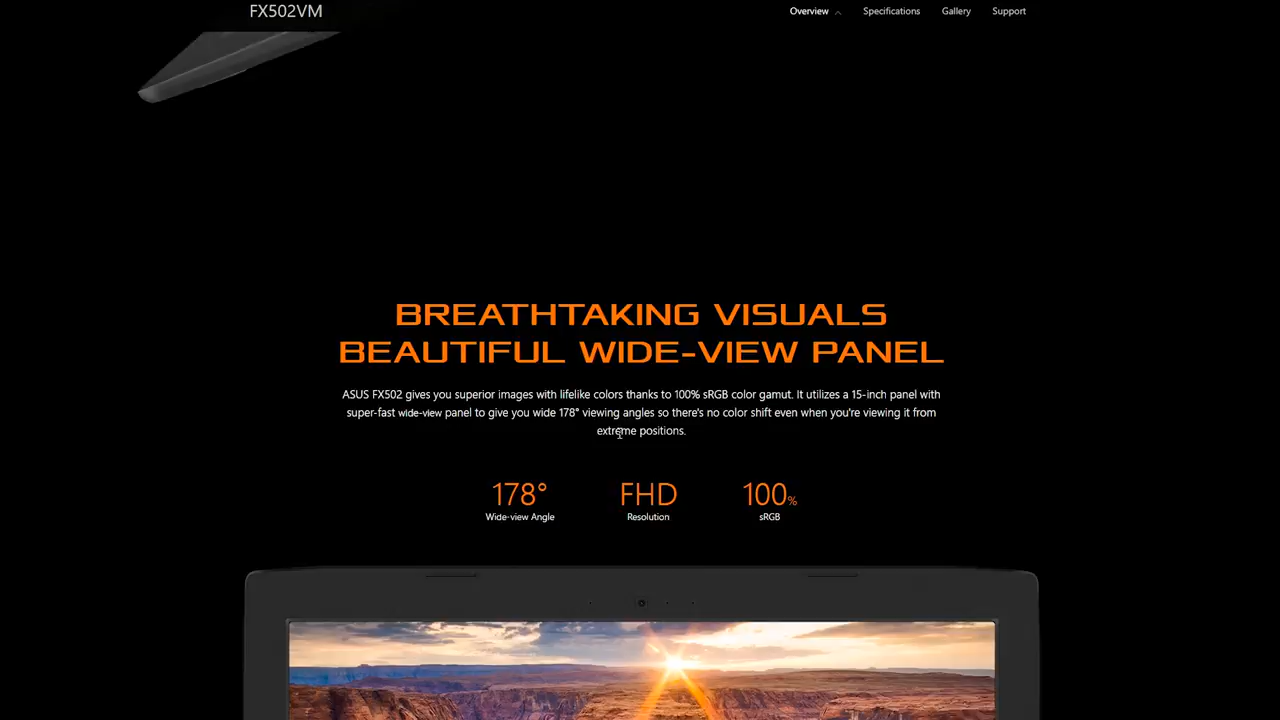 FX502VM
Overview
Specifications
Gallery
Support
BREATHTAKING VISUALS
BEAUTIFUL WIDE-VIEW PANEL
ASUS FX502 gives you superior images with lifelike colors thanks to 100% sRGB color gamut. It utilizes a 15-inch panel with
super-fast wide-view panel to give you wide 178° viewing angles so there's no color shift even when you're viewing it from
extreme positions.
178° FHD 100%
Wide-view Angle Resolution sRGB